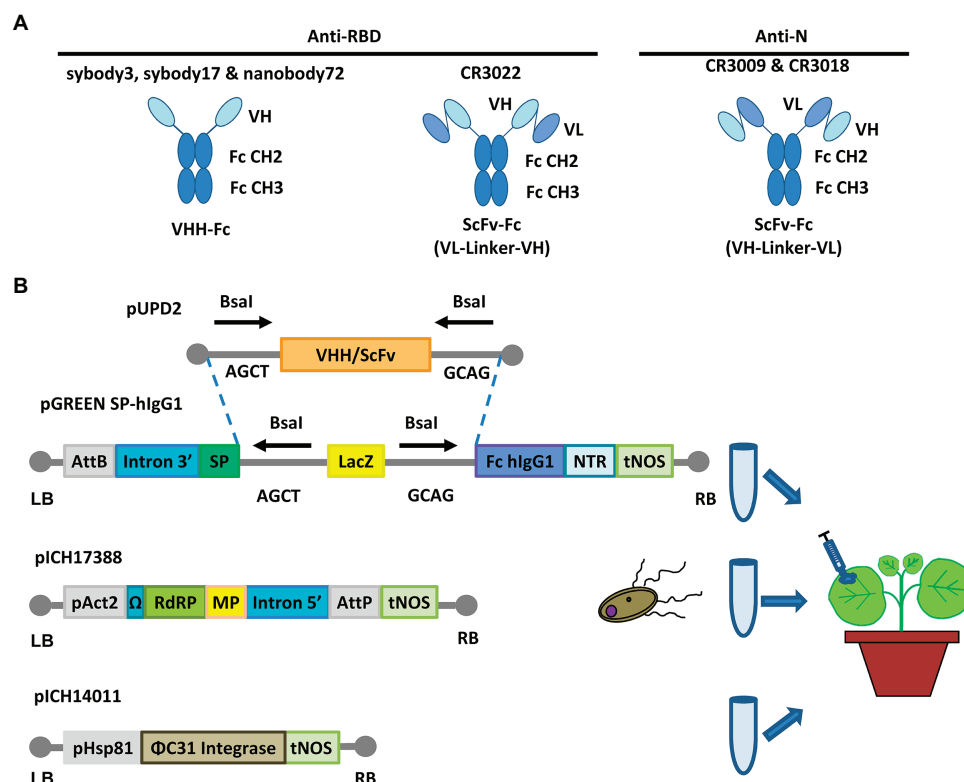 A
Anti-RBD
Anti-N
sybody3, sybody17 & nanobody72
CR3022
CR3009 & CR3018
VH
VH
VL
VL
VH
Fc CH2
Fc CH2
Fc CH2
Fc CH3
Fc CH3
Fc CH3
VHH-Fc
ScFv-Fc
(VL-Linker-VH)
ScFv-Fc
(VH-Linker-VL)
B
pUPD2
BsaI
BsaI
VHH/ScFv
AGCT
GCAG
pGREEN SP-hIgG1
BsaI
BsaI
AttB
Intron 3’
SP
LacZ
Fc hIgG1
NTR
tNOS
LB
AGCT
GCAG
RB
pICH17388
pAct2
Ω
RdRP
MP
Intron 5’
AttP
tNOS
LB
RB
pICH14011
pHsp81
ΦC31 Integrase
tNOS
LB
RB